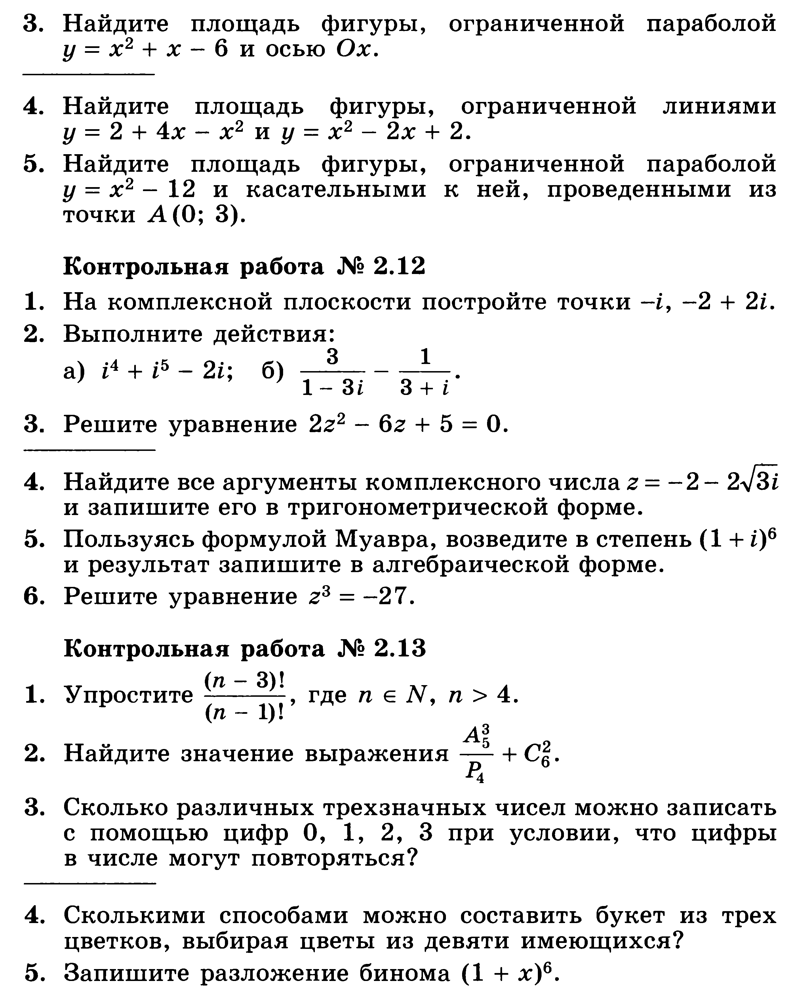 3. Найдите площадь фигуры, ограниченной параболой
y = x² + x − 6 и осью Ox.
4. Найдите площадь фигуры, ограниченной линиями
y = 2 + 4x − x² и y = x² − 2x + 2.
5. Найдите площадь фигуры, ограниченной параболой
y = x² − 12 и касательными к ней, проведенными из
точки A (0; 3).
Контрольная работа № 2.12
1. На комплексной плоскости постройте точки −i, −2 + 2i.
2. Выполните действия:
а) i⁴ + i⁵ − 2i; б) 3/(1 − 3i) − 1/(3 + i).
3. Решите уравнение 2z² − 6z + 5 = 0.
4. Найдите все аргументы комплексного числа z = −2 − 2√3i
и запишите его в тригонометрической форме.
5. Пользуясь формулой Муавра, возведите в степень (1 + i)⁶
и результат запишите в алгебраической форме.
6. Решите уравнение z³ = −27.
Контрольная работа № 2.13
1. Упростите (n − 3)!/(n − 1)!, где n ∈ N, n > 4.
2. Найдите значение выражения A₅³/P₄ + C₆².
3. Сколько различных трехзначных чисел можно записать
с помощью цифр 0, 1, 2, 3 при условии, что цифры
в числе могут повторяться?
4. Сколькими способами можно составить букет из трех
цветков, выбирая цветы из девяти имеющихся?
5. Запишите разложение бинома (1 + x)⁶.